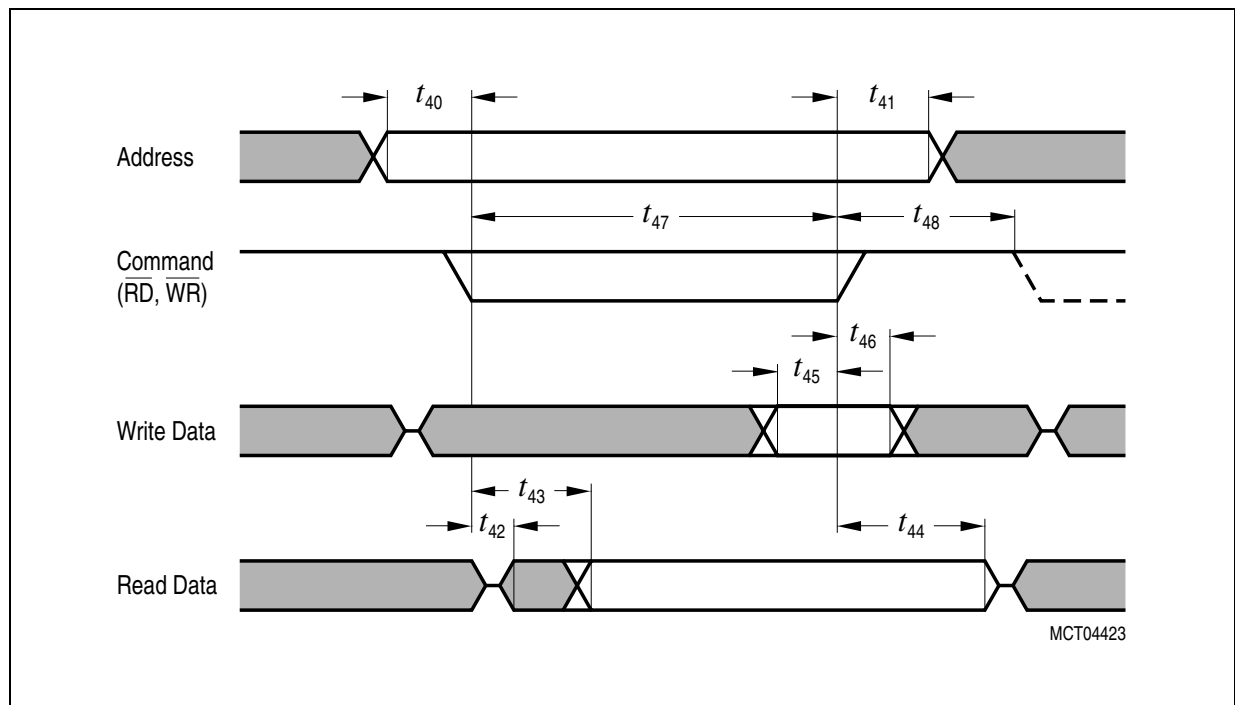 t40
t41
Address
t47
t48
Command
(RD, WR)
t46
t45
Write Data
t43
t42
t44
Read Data
MCT04423